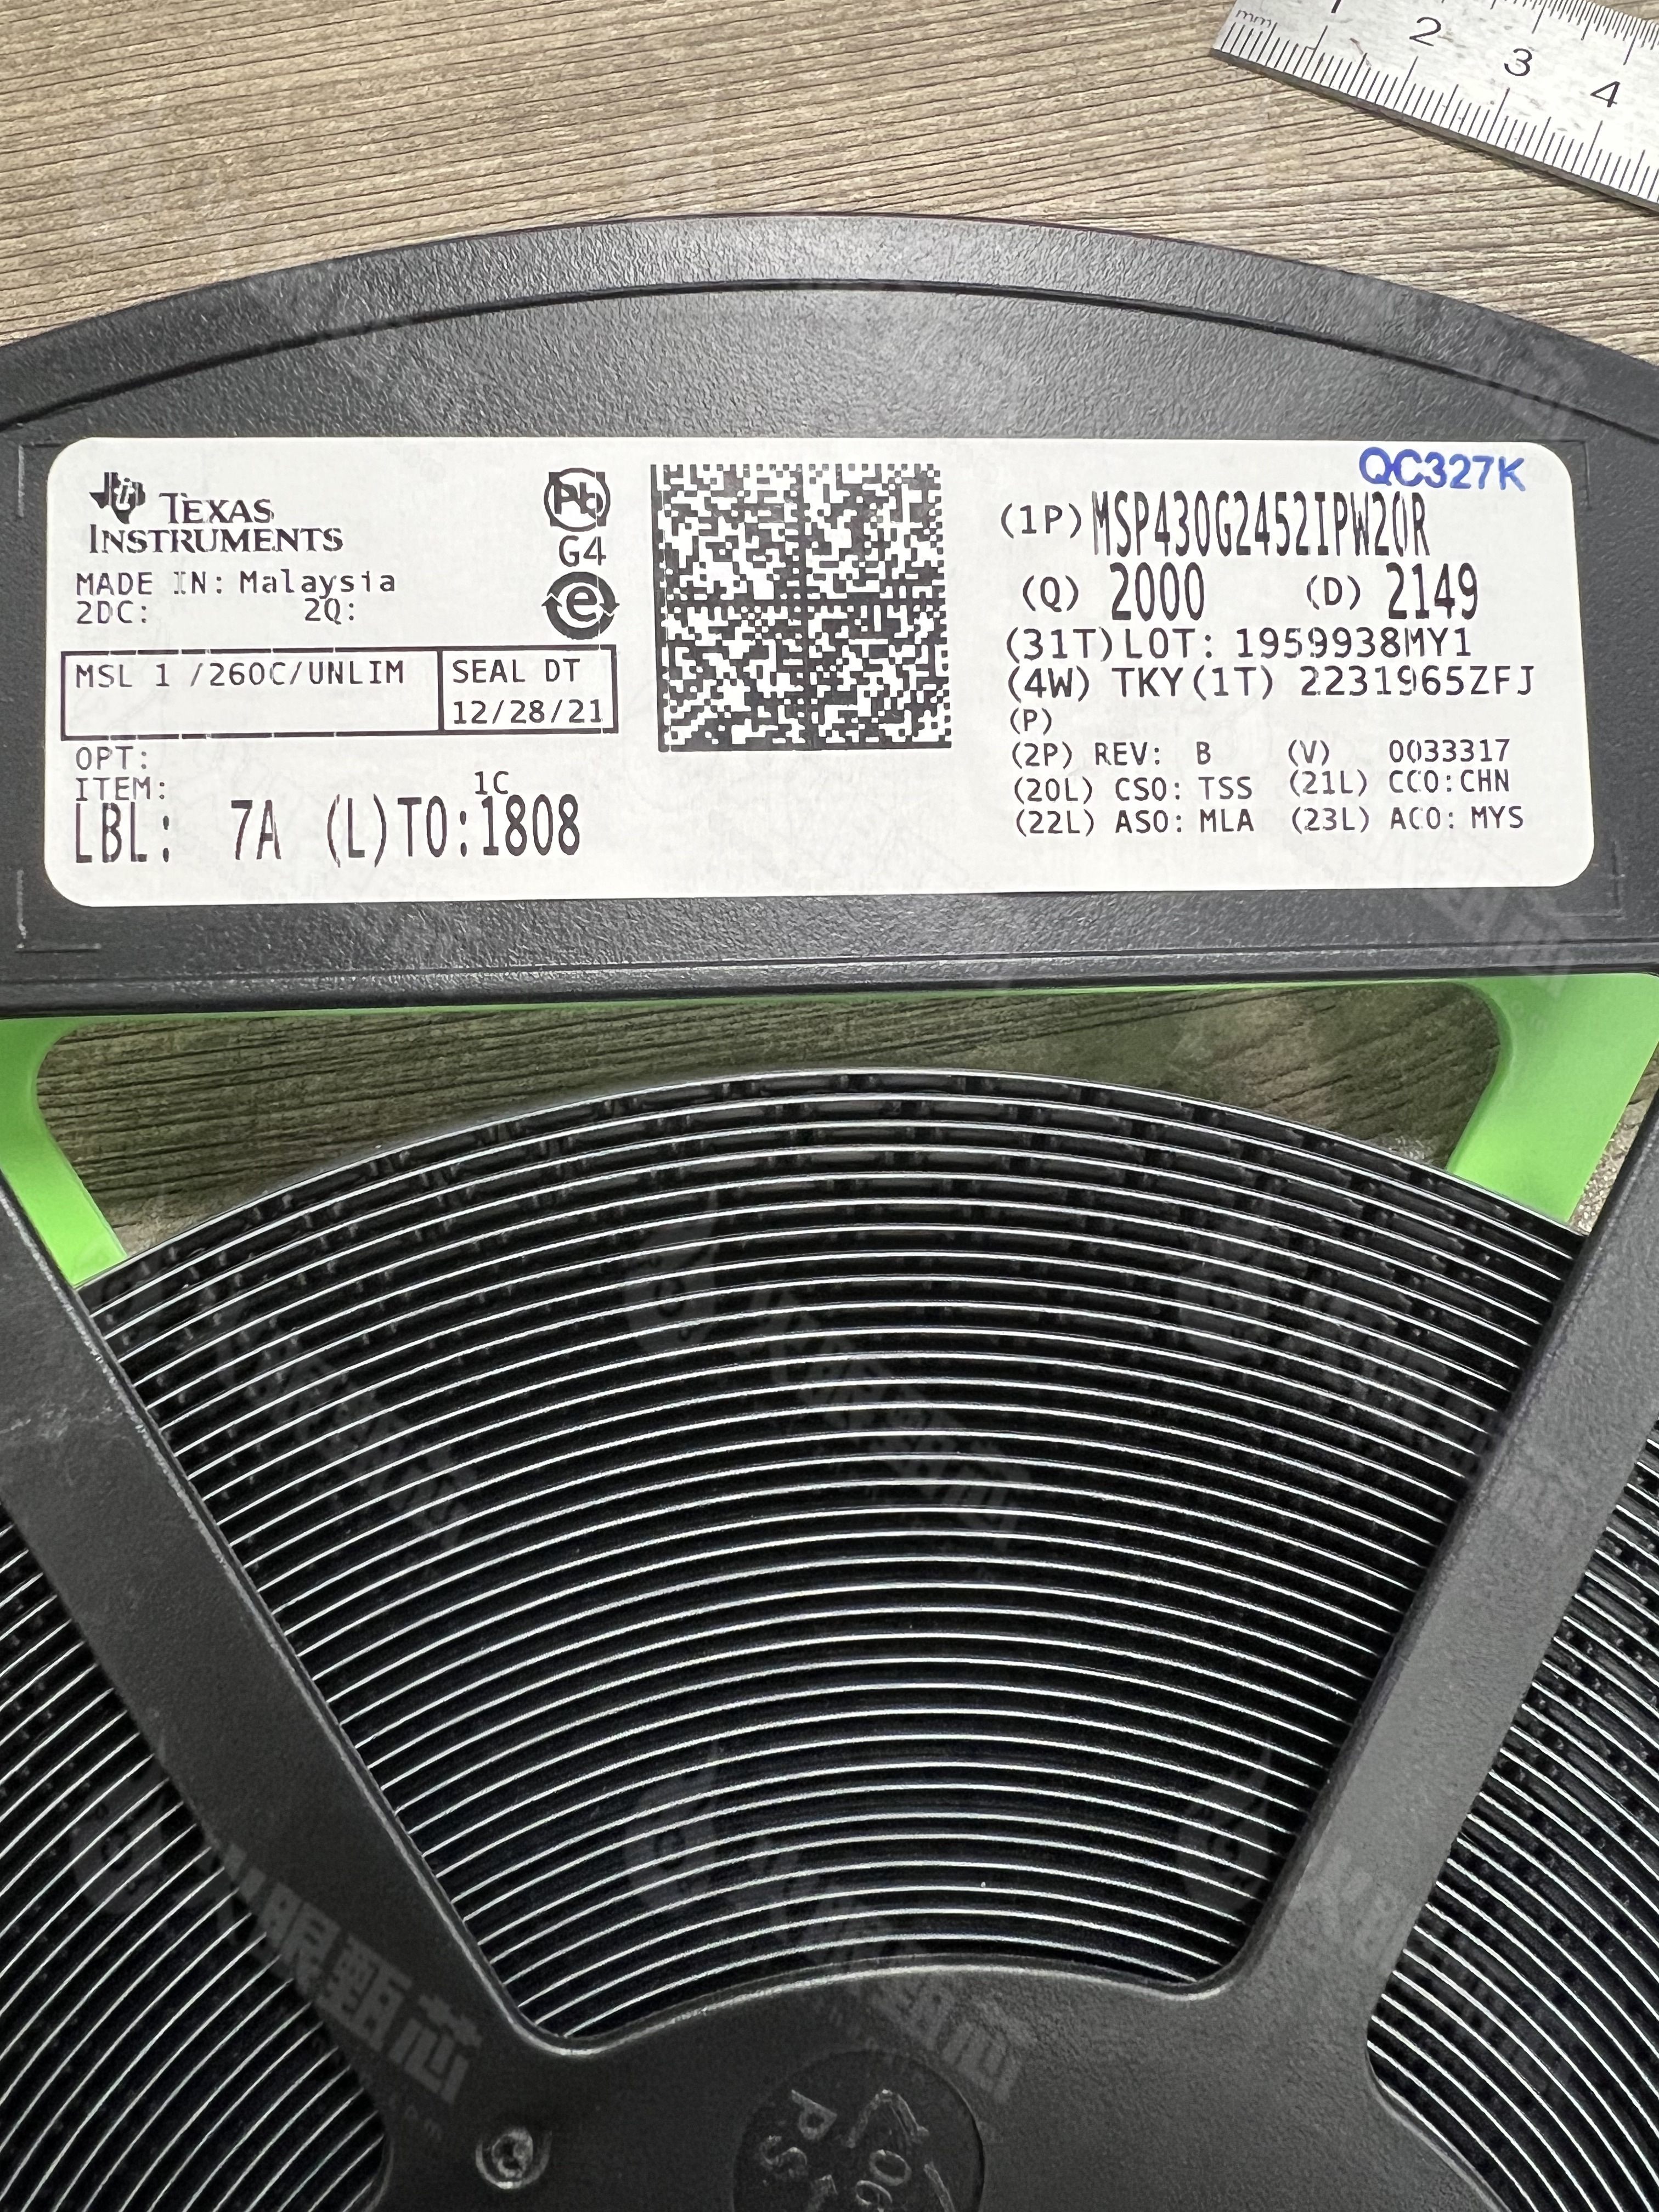 mm 1 2 3 4
QC327K
TEXAS
INSTRUMENTS
MADE IN: Malaysia
2DC: 2Q:
Pb
G4
e
MSL 1 /260C/UNLIM
SEAL DT
12/28/21
OPT:
ITEM:
1C
LBL: 7A (L)TO:1808
(1P) MSP430G2452IPW20R
(Q) 2000 (D) 2149
(31T)LOT: 1959938MY1
(4W) TKY(1T) 2231965ZFJ
(P)
(2P) REV: B (V) 0033317
(20L) CSO: TSS (21L) CCO:CHN
(22L) ASO: MLA (23L) ACO: MYS
甄芯
PS